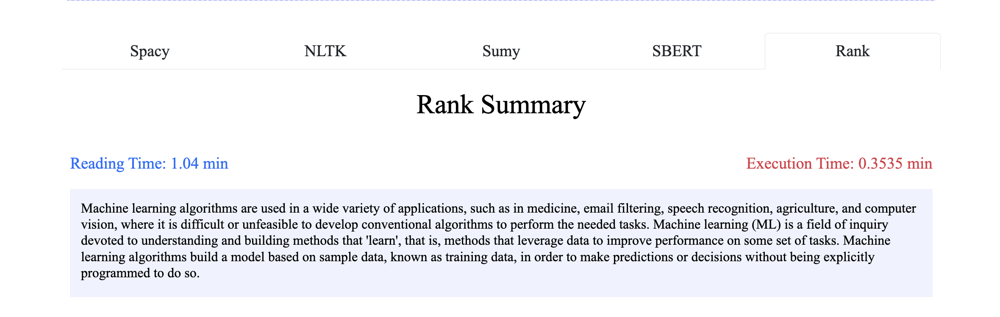 Spacy NLTK Sumy SBERT Rank
Rank Summary
Reading Time: 1.04 min Execution Time: 0.3535 min
Machine learning algorithms are used in a wide variety of applications, such as in medicine, email filtering, speech recognition, agriculture, and computer
vision, where it is difficult or unfeasible to develop conventional algorithms to perform the needed tasks. Machine learning (ML) is a field of inquiry
devoted to understanding and building methods that 'learn', that is, methods that leverage data to improve performance on some set of tasks. Machine
learning algorithms build a model based on sample data, known as training data, in order to make predictions or decisions without being explicitly
programmed to do so.